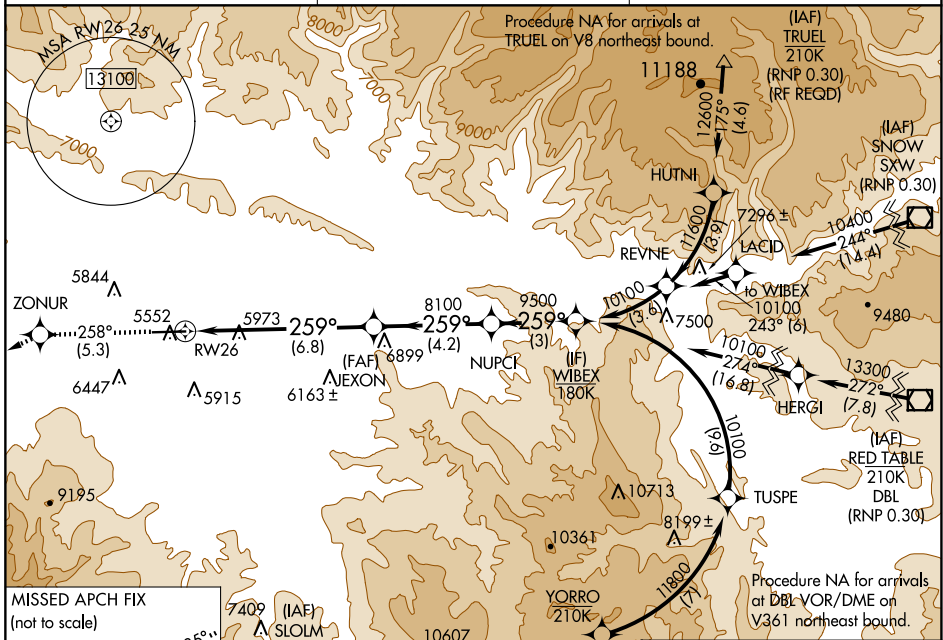 MSA RW26 25 NM
13100
8000
7000
7000
9000
Procedure NA for arrivals at
TRUEL on V8 northeast bound.
11188
(IAF)
TRUEL
210K
(RNP 0.30)
(RF REQD)
12600
175°
(4.6)
HUTNI
(IAF)
SNOW
SXW
(RNP 0.30)
11600
(3.9)
7296 ±
REVNE
LACID
10400
244°
(14.4)
to WIBEX
10100
243° (6)
10100
(3.6)
7500
9480
5844
ZONUR
258°
(5.3)
5552
RW26
5973
259°
(6.8)
8100
259°
(4.2)
9500
259°
(3)
(FAF)
JEXON
6899
NUPCI
(IF)
WIBEX
180K
6447
5915
6163 ±
10100
274°
(16.8)
HERGI
13300
272°
(7.8)
(IAF)
RED TABLE
210K
DBL
(RNP 0.30)
10100
(9.6)
TUSPE
9195
10713
10361
8199 ±
11800
(7)
YORRO
210K
Procedure NA for arrivals
at DBL VOR/DME on
V361 northeast bound.
MISSED APCH FIX
(not to scale)
7409
(IAF)
SLOLM
10607